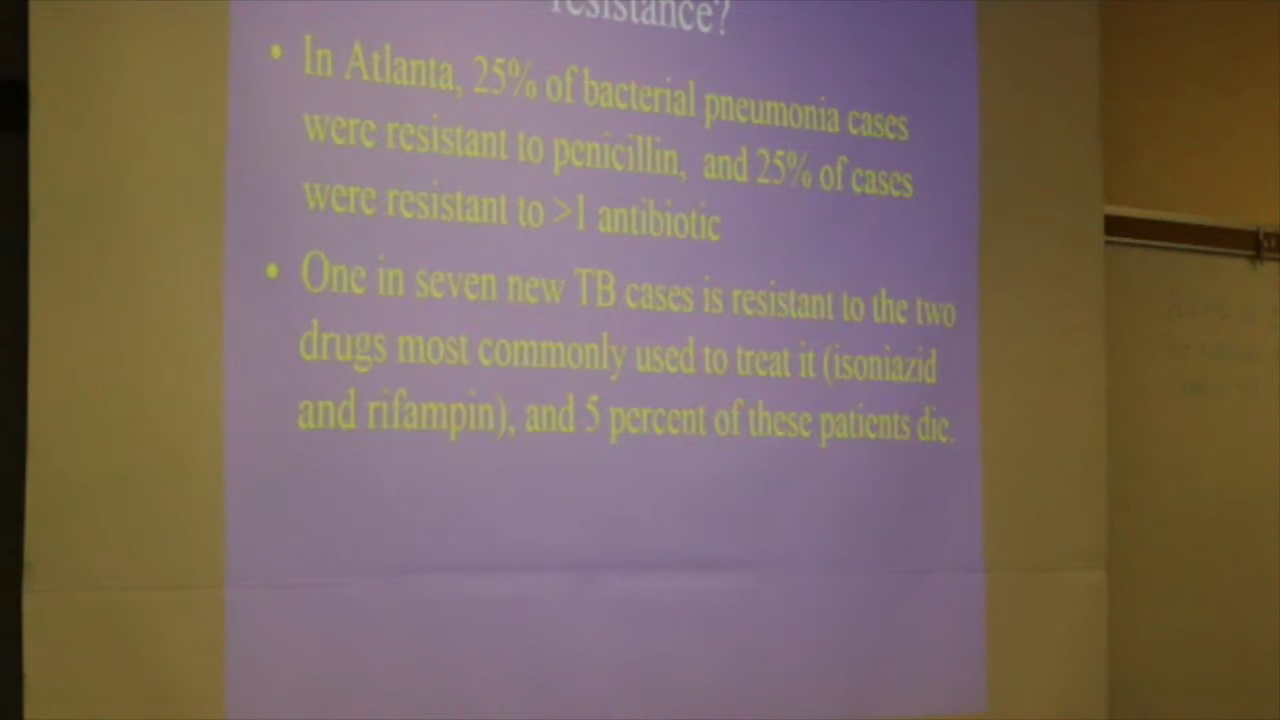 resistance?
• In Atlanta, 25% of bacterial pneumonia cases
were resistant to penicillin, and 25% of cases
were resistant to >1 antibiotic
• One in seven new TB cases is resistant to the two
drugs most commonly used to treat it (isoniazid
and rifampin), and 5 percent of these patients die.